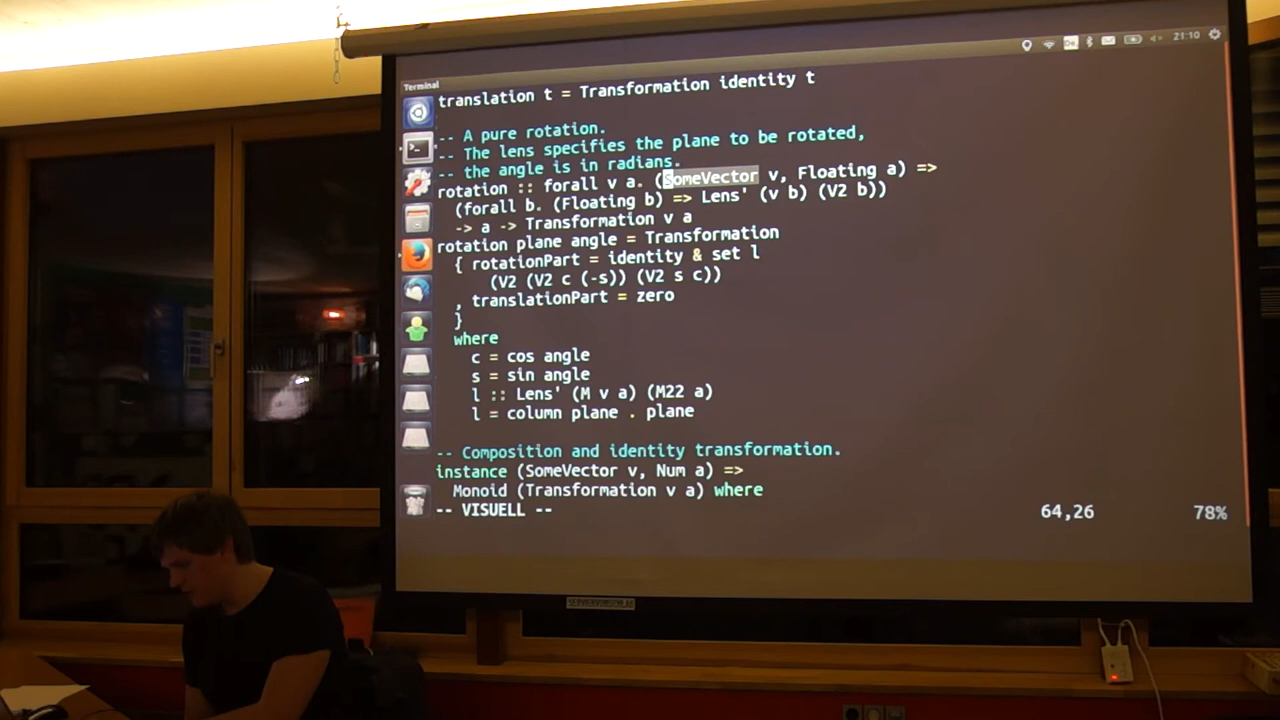 Terminal
De
21:10
translation t = Transformation identity t
-- A pure rotation.
-- The lens specifies the plane to be rotated,
-- the angle is in radians.
rotation :: forall v a. (SomeVector v, Floating a) =>
(forall b. (Floating b) => Lens' (v b) (V2 b))
-> a -> Transformation v a
rotation plane angle = Transformation
{ rotationPart = identity & set l
(V2 (V2 c (-s)) (V2 s c))
, translationPart = zero
}
where
c = cos angle
s = sin angle
l :: Lens' (M v a) (M22 a)
l = column plane . plane
-- Composition and identity transformation.
instance (SomeVector v, Num a) =>
Monoid (Transformation v a) where
-- VISUELL --
64,26
78%